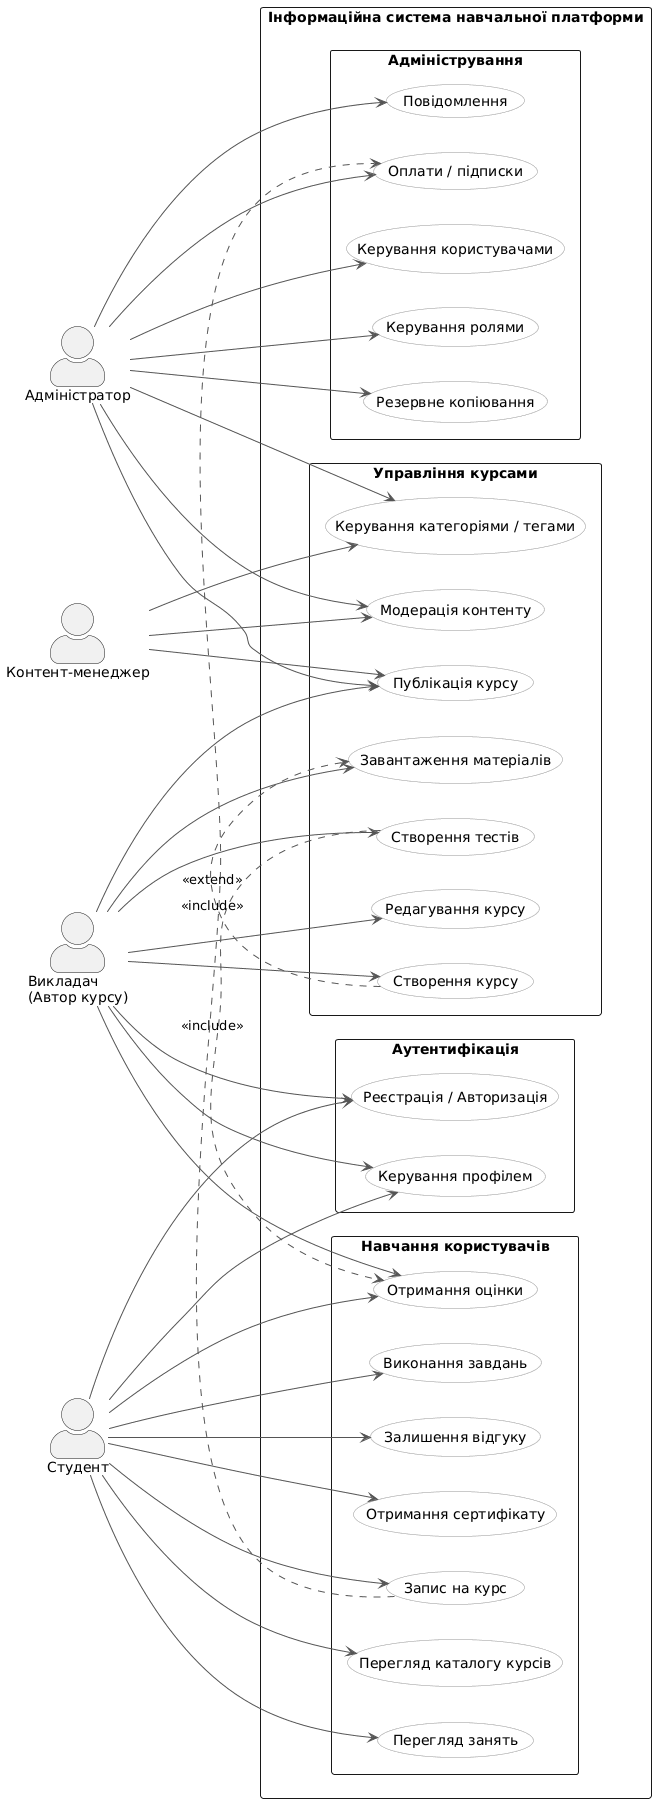 Інформаційна система навчальної платформи
Адміністрування
Повідомлення
Оплати / підписки
Керування користувачами
Керування ролями
Адміністратор
Резервне копіювання
Управління курсами
Керування категоріями / тегами
Модерація контенту
Контент-менеджер
Публікація курсу
Завантаження матеріалів
Створення тестів
«extend»
«include»
Редагування курсу
Викладач
(Автор курсу)
Створення курсу
«include»
Аутентифікація
Реєстрація / Авторизація
Керування профілем
Навчання користувачів
Отримання оцінки
Виконання завдань
Залишення відгуку
Студент
Отримання сертифікату
Запис на курс
Перегляд каталогу курсів
Перегляд занять